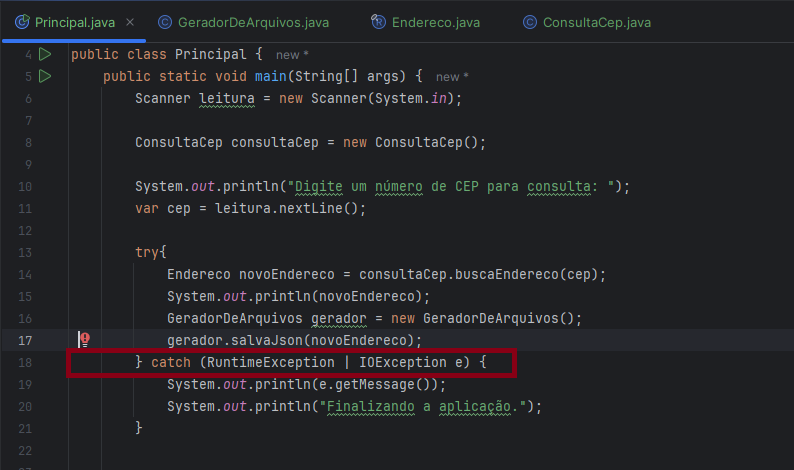 Principal.java × GeradorDeArquivos.java Endereco.java ConsultaCep.java
4 public class Principal { new *
5 public static void main(String[] args) { new *
6 Scanner leitura = new Scanner(System.in);
7
8 ConsultaCep consultaCep = new ConsultaCep();
9
10 System.out.println("Digite um número de CEP para consulta: ");
11 var cep = leitura.nextLine();
12
13 try{
14 Endereco novoEndereco = consultaCep.buscaEndereco(cep);
15 System.out.println(novoEndereco);
16 GeradorDeArquivos gerador = new GeradorDeArquivos();
17 gerador.salvaJson(novoEndereco);
18 } catch (RuntimeException | IOException e) {
19 System.out.println(e.getMessage());
20 System.out.println("Finalizando a aplicação.");
21 }
22